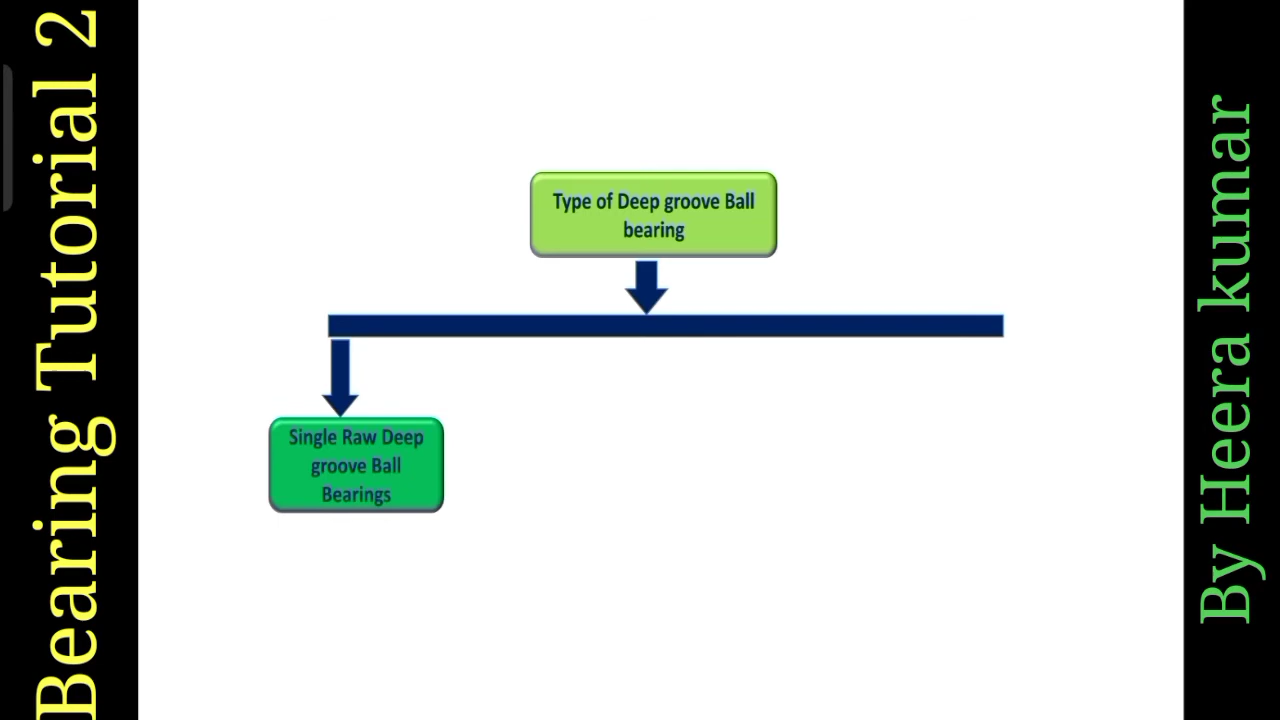 Bearing Tutorial 2
Type of Deep groove Ball
bearing
Single Raw Deep
groove Ball
Bearings
By Heera kumar